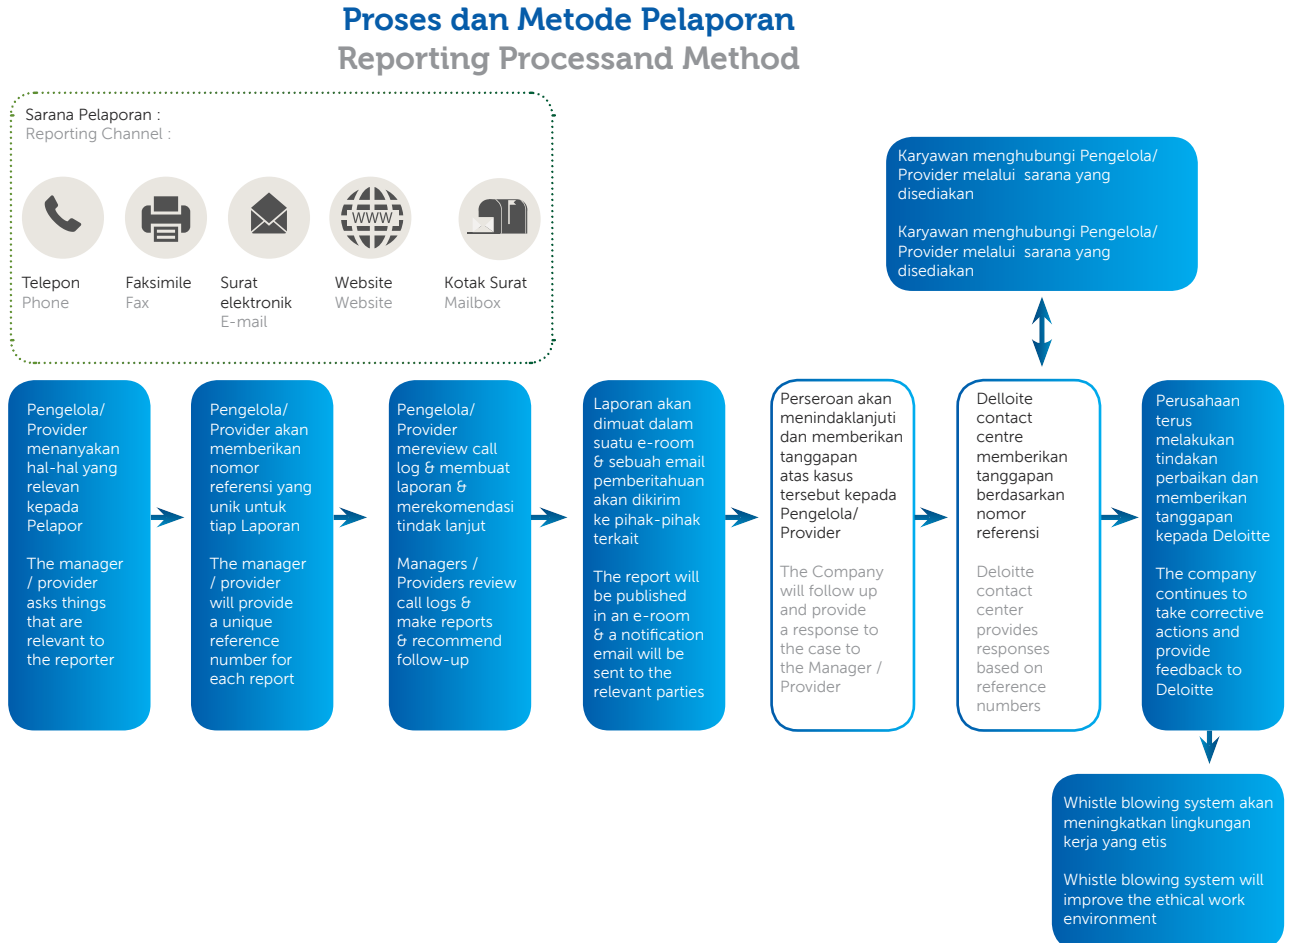 Proses dan Metode Pelaporan
Reporting Processand Method
Sarana Pelaporan :
Reporting Channel :
WWW
Telepon
Phone
Faksimile
Fax
Surat
elektronik
E-mail
Website
Website
Kotak Surat
Mailbox
Karyawan menghubungi Pengelola/
Provider melalui sarana yang
disediakan
Karyawan menghubungi Pengelola/
Provider melalui sarana yang
disediakan
Pengelola/
Provider
menanyakan
hal-hal yang
relevan
kepada
Pelapor
The manager
/ provider
asks things
that are
relevant to
the reporter
Pengelola/
Provider akan
memberikan
nomor
referensi yang
unik untuk
tiap Laporan
The manager
/ provider
will provide
a unique
reference
number for
each report
Pengelola/
Provider
mereview call
log & membuat
laporan &
merekomendasi
tindak lanjut
Managers /
Providers review
call logs &
make reports
& recommend
follow-up
Laporan akan
dimuat dalam
suatu e-room
& sebuah email
pemberitahuan
akan dikirim
ke pihak-pihak
terkait
The report will
be published
in an e-room
& a notification
email will be
sent to the
relevant parties
Perseroan akan
menindaklanjuti
dan memberikan
tanggapan
atas kasus
tersebut kepada
Pengelola/
Provider
The Company
will follow up
and provide
a response to
the case to
the Manager /
Provider
Delloite
contact
centre
memberikan
tanggapan
berdasarkan
nomor
referensi
Deloitte
contact
center
provides
responses
based on
reference
numbers
Perusahaan
terus
melakukan
tindakan
perbaikan dan
memberikan
tanggapan
kepada Deloitte
The company
continues to
take corrective
actions and
provide
feedback to
Deloitte
Whistle blowing system akan
meningkatkan lingkungan
kerja yang etis
Whistle blowing system will
improve the ethical work
environment